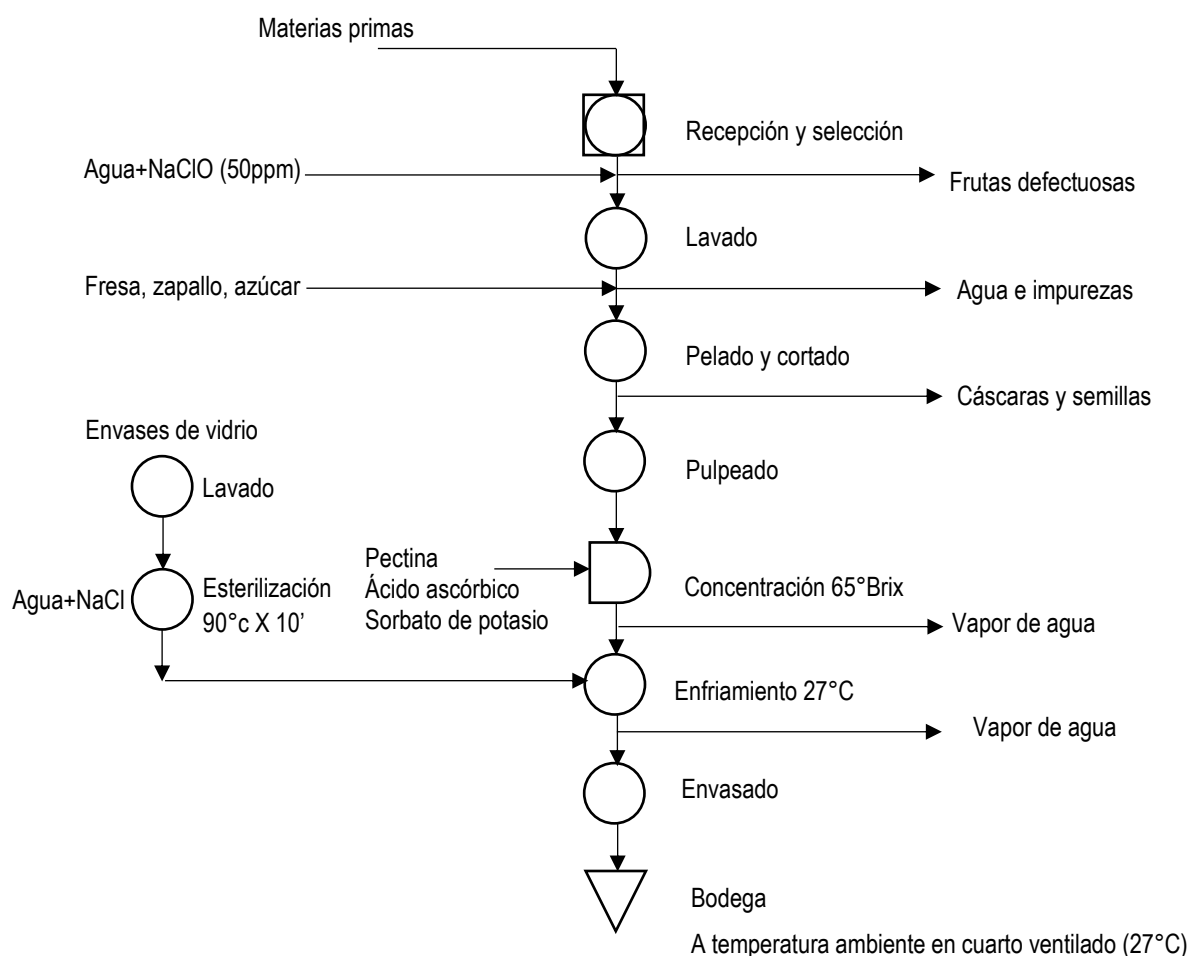 Materias primas
Recepción y selección
Agua+NaClO (50ppm)
Frutas defectuosas
Lavado
Fresa, zapallo, azúcar
Agua e impurezas
Pelado y cortado
Cáscaras y semillas
Envases de vidrio
Pulpeado
Lavado
Pectina
Ácido ascórbico
Sorbato de potasio
Concentración 65°Brix
Agua+NaCl
Esterilización
90°c X 10’
Vapor de agua
Enfriamiento 27°C
Vapor de agua
Envasado
Bodega
A temperatura ambiente en cuarto ventilado (27°C)